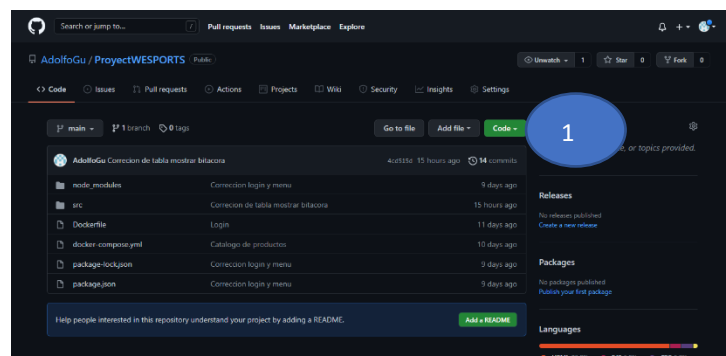 Search or jump to... / Pull requests Issues Marketplace Explore
AdolfoGu / ProyectWESPORTS Public
Unwatch 1 Star 0 Fork 0
<> Code Issues Pull requests Actions Projects Wiki Security Insights Settings
main 1 branch 0 tags Go to file Add file Code
1
e, or topics provided.
AdolfoGu Correcion de tabla mostrar bitacora 15 hours ago 14 commits
node_modules Correccion login y menu 9 days ago
src Correcion de tabla mostrar bitacora 15 hours ago
Dockerfile Login 11 days ago
docker-compose.yml Catalogo de productos 10 days ago
package-lock.json Correccion login y menu 9 days ago
package.json Correccion login y menu 9 days ago
Help people interested in this repository understand your project by adding a README. Add a README
Releases
No releases published
Create a new release
Packages
No packages published
Publish your first package
Languages